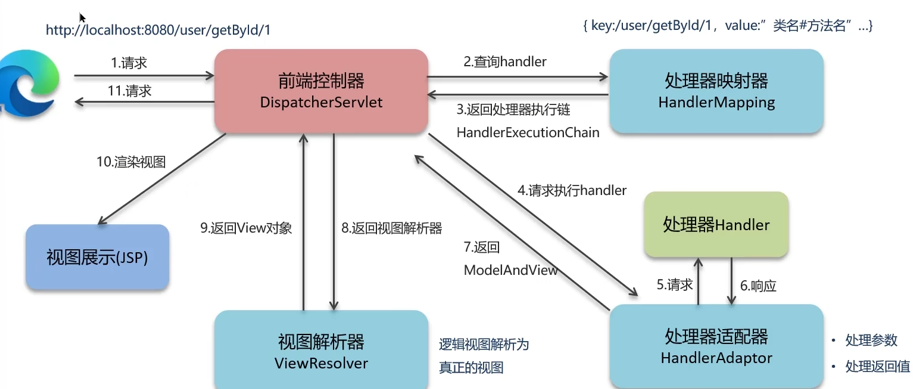 http://localhost:8080/user/getById/1
{ key:/user/getById/1，value:”类名#方法名”…}
1.请求
前端控制器
DispatcherServlet
2.查询handler
处理器映射器
HandlerMapping
11.请求
3.返回处理器执行链
HandlerExecutionChain
10.渲染视图
4.请求执行handler
9.返回View对象
8.返回视图解析器
7.返回
ModelAndView
处理器Handler
视图展示(JSP)
5.请求
6.响应
视图解析器
ViewResolver
逻辑视图解析为
真正的视图
处理器适配器
HandlerAdaptor
• 处理参数
• 处理返回值